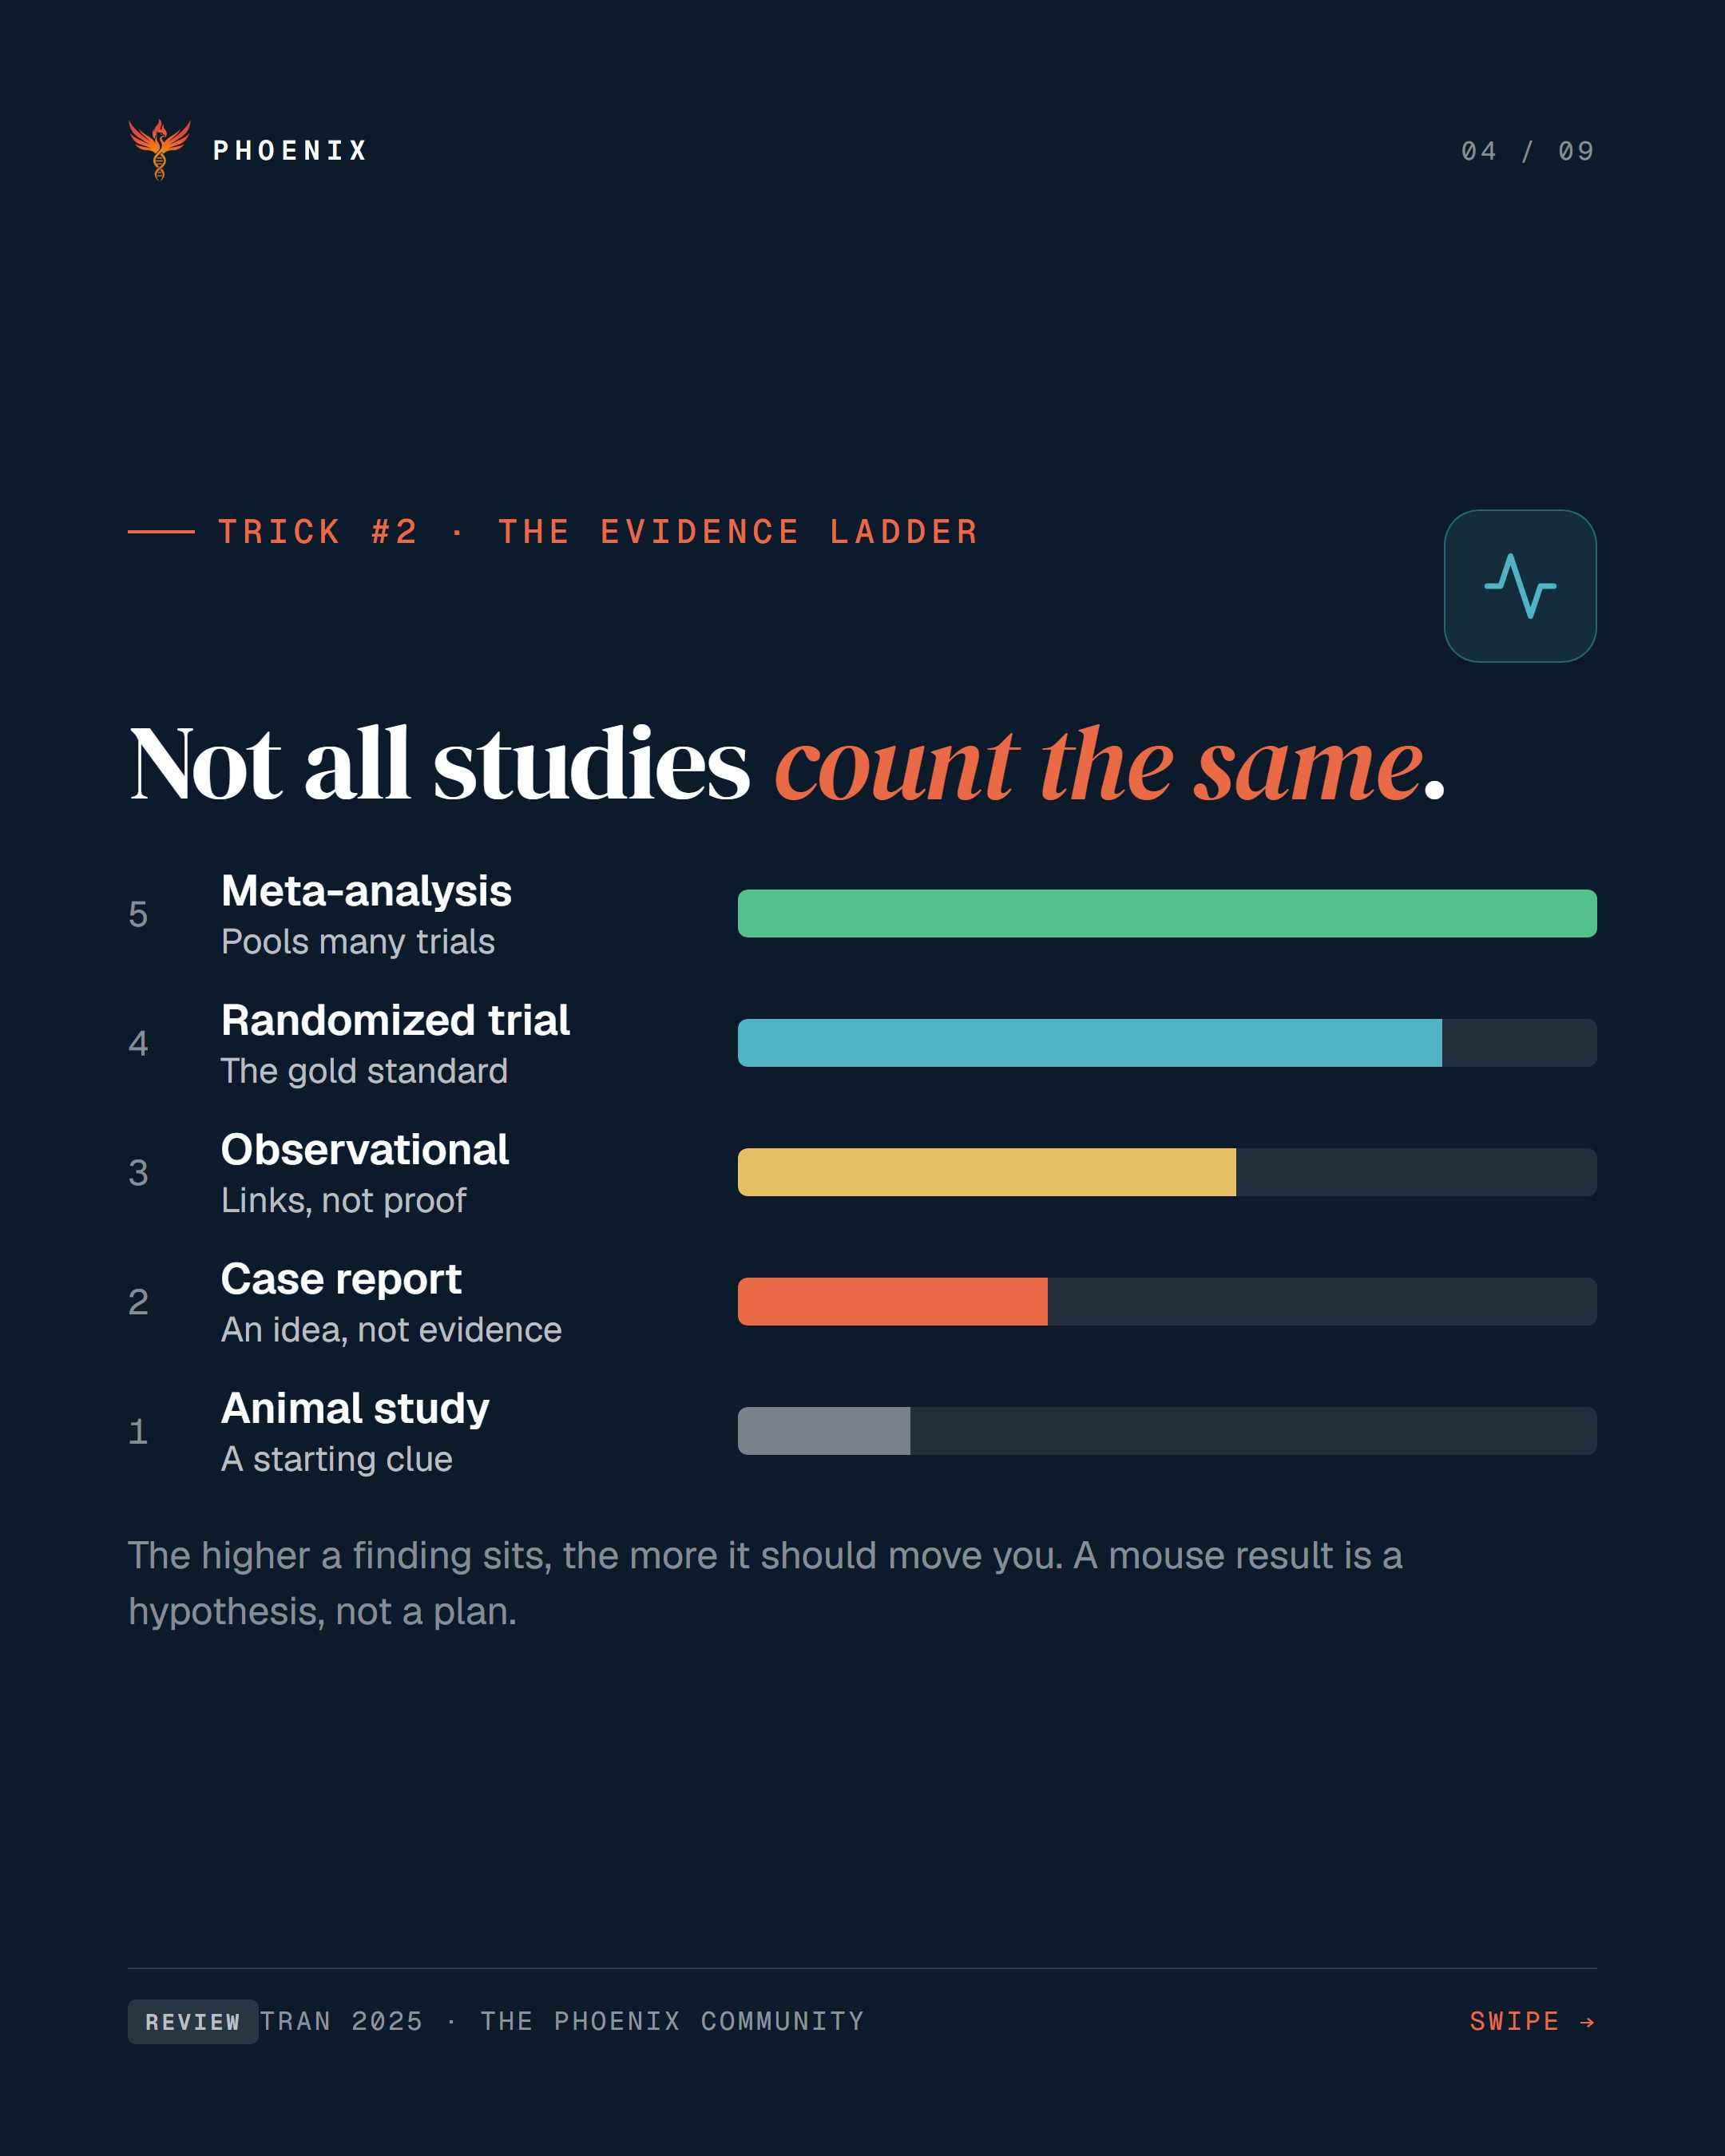 PHOENIX
04 / 09
TRICK #2 · THE EVIDENCE LADDER
Not all studies count the same.
5
Meta-analysis
Pools many trials
4
Randomized trial
The gold standard
3
Observational
Links, not proof
2
Case report
An idea, not evidence
1
Animal study
A starting clue
The higher a finding sits, the more it should move you. A mouse result is a
hypothesis, not a plan.
REVIEW TRAN 2025 · THE PHOENIX COMMUNITY
SWIPE →